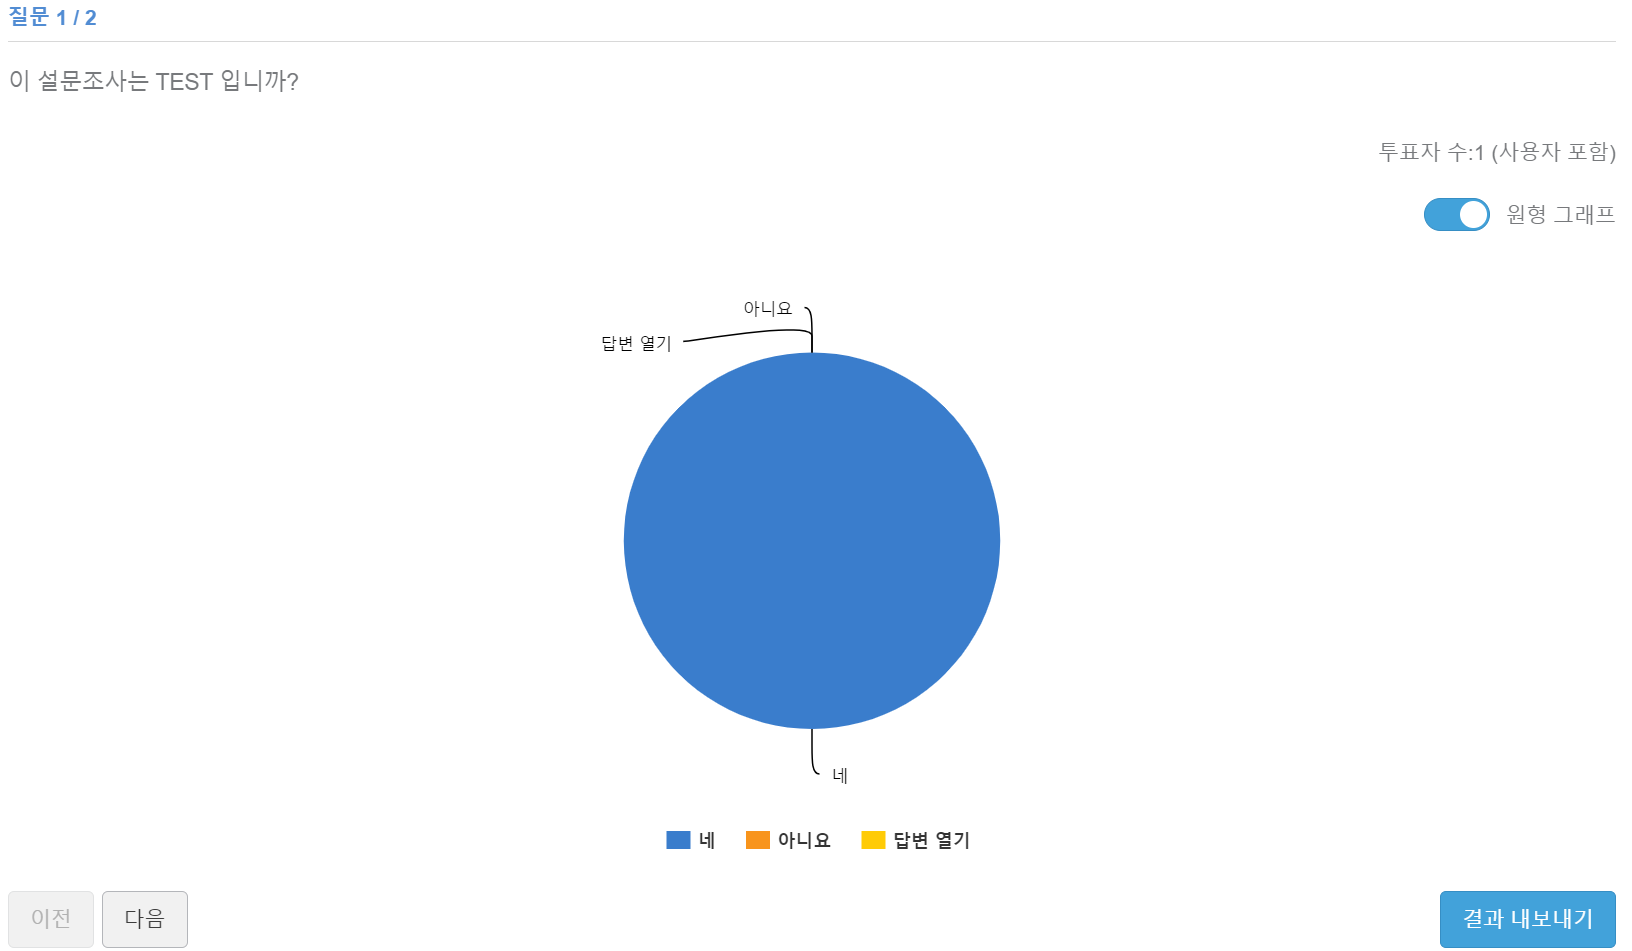 질문 1 / 2
이 설문조사는 TEST 입니까?
투표자 수:1 (사용자 포함)
원형 그래프
아니요
답변 열기
네
네 아니요 답변 열기
이전 다음 결과 내보내기